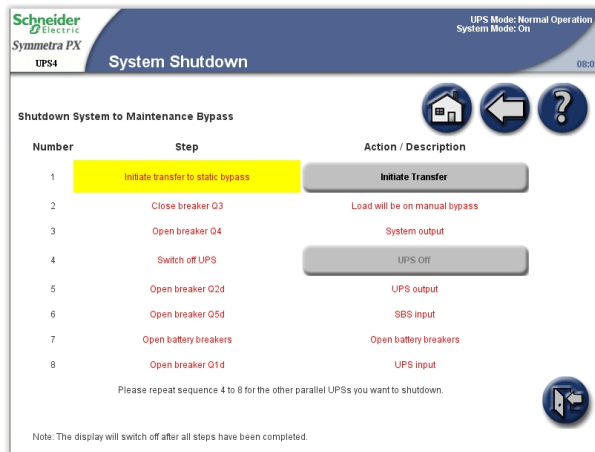 Schneider
Electric
Symmetra PX
UPS4
System Shutdown
UPS Mode: Normal Operation
System Mode: On
08:0
Shutdown System to Maintenance Bypass
?
Number Step Action / Description
1 Initiate transfer to static bypass Initiate Transfer
2 Close breaker Q3 Load will be on manual bypass
3 Open breaker Q4 System output
4 Switch off UPS UPS Off
5 Open breaker Q2d UPS output
6 Open breaker Q5d SBS input
7 Open battery breakers Open battery breakers
8 Open breaker Q1d UPS input
Please repeat sequence 4 to 8 for the other parallel UPSs you want to shutdown.
Note: The display will switch off after all steps have been completed.